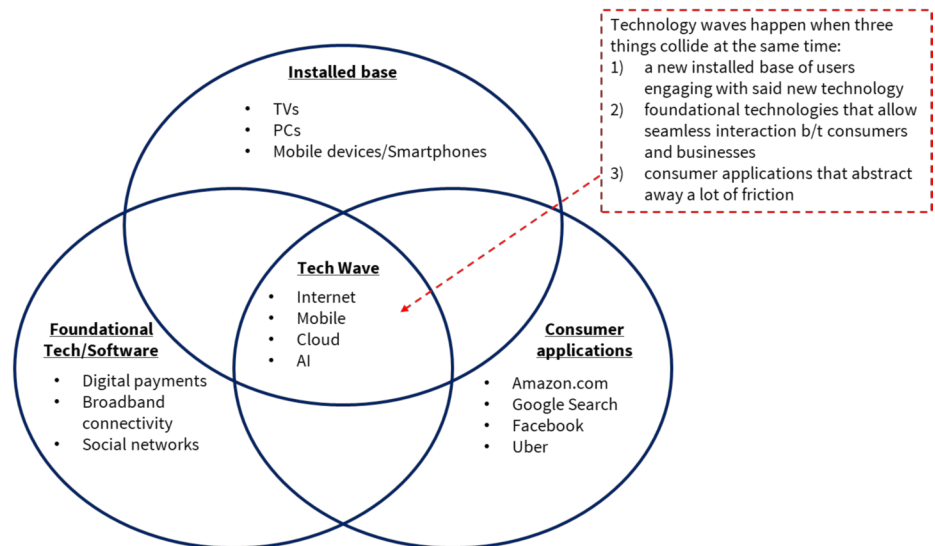 Technology waves happen when three
things collide at the same time:
1) a new installed base of users
engaging with said new technology
2) foundational technologies that allow
seamless interaction b/t consumers
and businesses
3) consumer applications that abstract
away a lot of friction
Installed base
• TVs
• PCs
• Mobile devices/Smartphones
Tech Wave
• Internet
• Mobile
• Cloud
• AI
Foundational
Tech/Software
• Digital payments
• Broadband
connectivity
• Social networks
Consumer
applications
• Amazon.com
• Google Search
• Facebook
• Uber